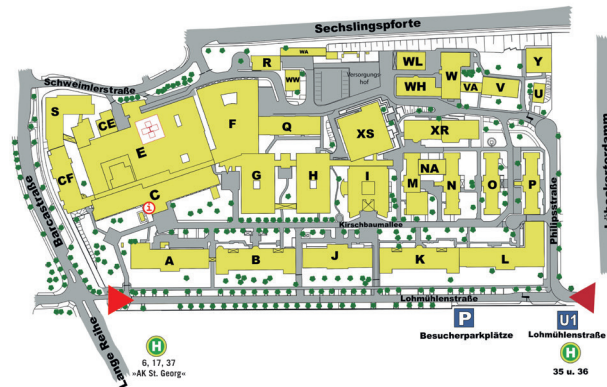 Sechslingspforte
Schweimlerstraße
WA
R
WW
Versorgungs
hof
WL
WH
W
VA
V
Y
U
S
CE
E
F
Q
XS
XR
CF
C
i
G
H
I
M
NA
N
O
P
Barcastraße
Kirschbaumallee
Philipsstraße
A
B
J
K
L
Lohmühlenstraße
Lange Reihe
H
6, 17, 37
»AK St. Georg«
P
Besucherparkplätze
U1
Lohmühlenstraße
H
35 u. 36